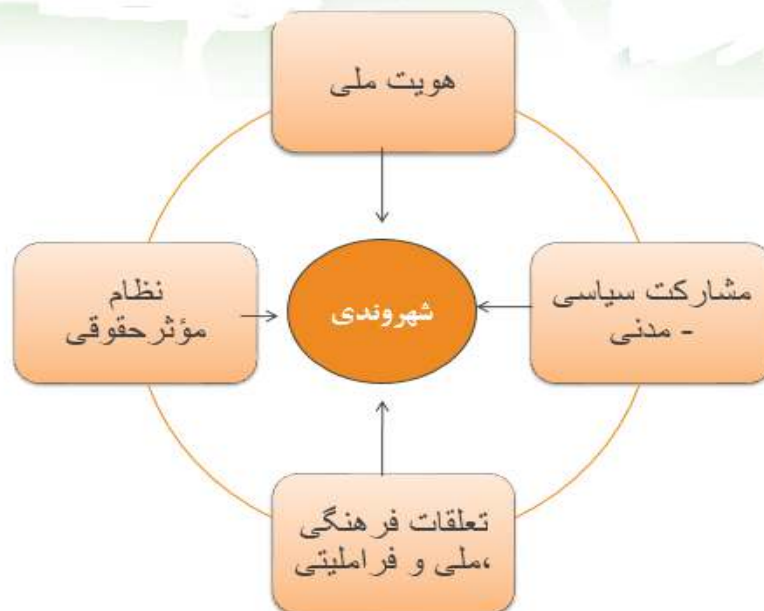 هویت ملی
مشارکت سیاسی
- مدنی
شهروندی
نظام
مؤثرحقوقی
تعلقات فرهنگی
،ملی و فراملیتی